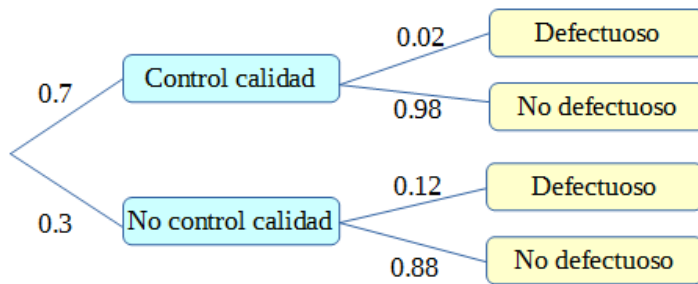 0.7
0.3
Control calidad
No control calidad
0.02
0.98
0.12
0.88
Defectuoso
No defectuoso
Defectuoso
No defectuoso